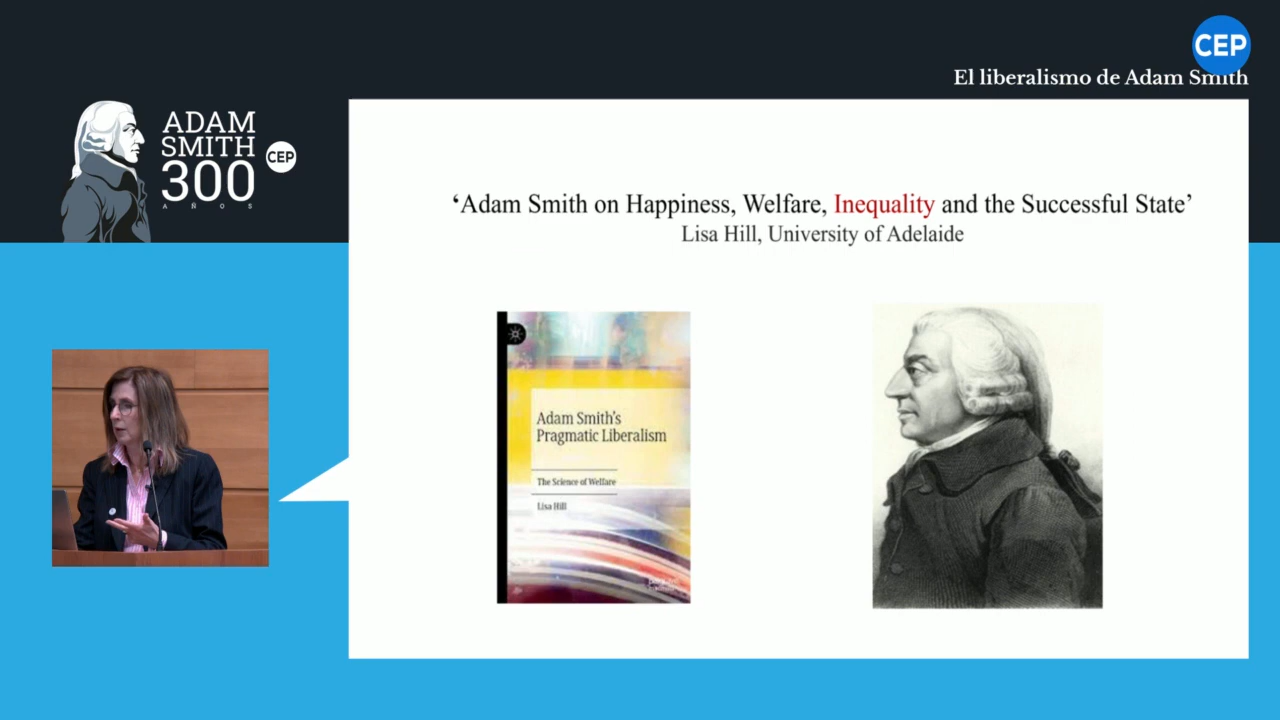 CEP
El liberalismo de Adam Smith
ADAM
SMITH
300
AÑOS
CEP
‘Adam Smith on Happiness, Welfare, Inequality and the Successful State’
Lisa Hill, University of Adelaide
Adam Smith's
Pragmatic Liberalism
The Science of Welfare
Lisa Hill